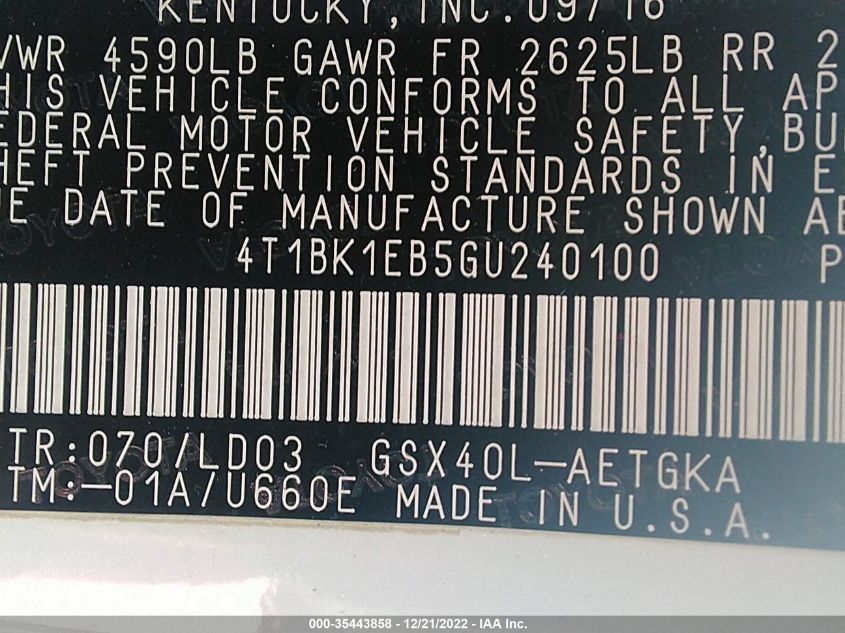 KENTUCKY, INC. 09/16
VWR 4590LB GAWR FR 2625LB RR 2
HIS VEHICLE CONFORMS TO ALL AP
EDERAL MOTOR VEHICLE SAFETY, BU
HEFT PREVENTION STANDARDS IN E
E DATE OF MANUFACTURE SHOWN AB
4T1BK1EB5GU240100 P
TR:070/LD03 GSX40L-AETGKA
TM:-01A/U660E MADE IN U.S.A.
000-35443858 - 12/21/2022 - IAA Inc.